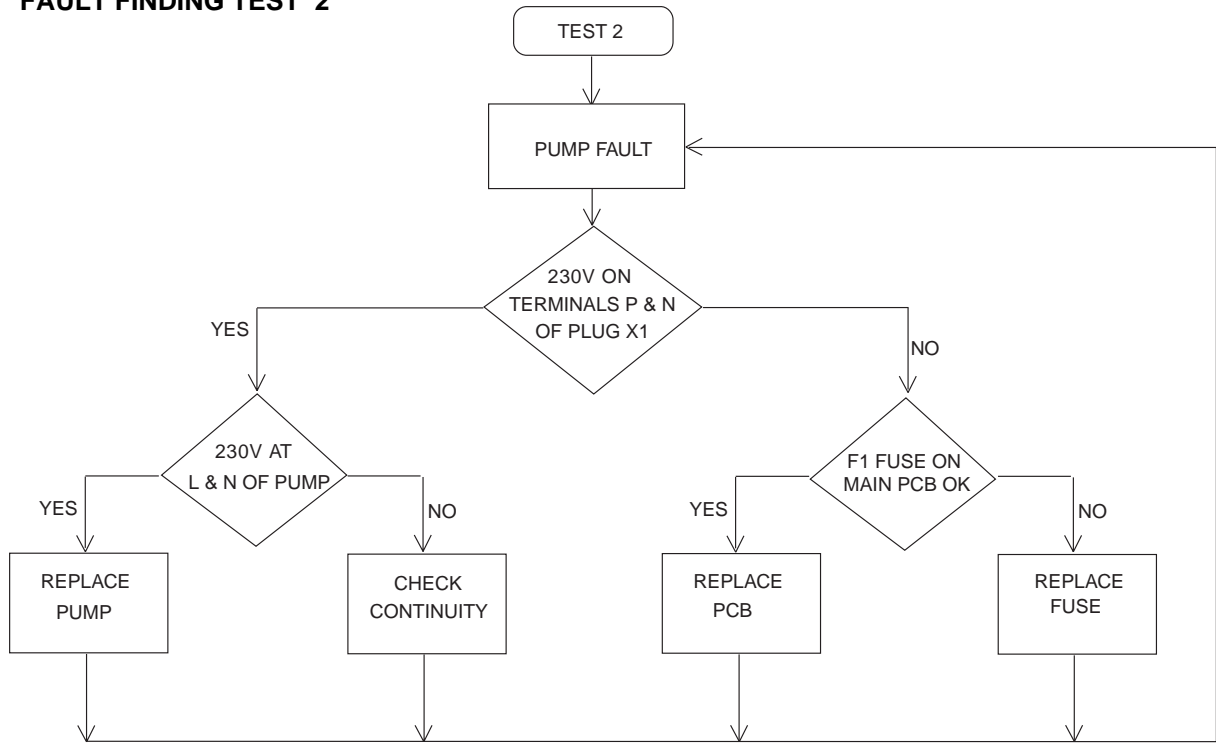 FAULT FINDING TEST 2
TEST 2
PUMP FAULT
230V ON
TERMINALS P & N
OF PLUG X1
YES
NO
230V AT
L & N OF PUMP
F1 FUSE ON
MAIN PCB OK
YES
NO
YES
NO
REPLACE
PUMP
CHECK
CONTINUITY
REPLACE
PCB
REPLACE
FUSE